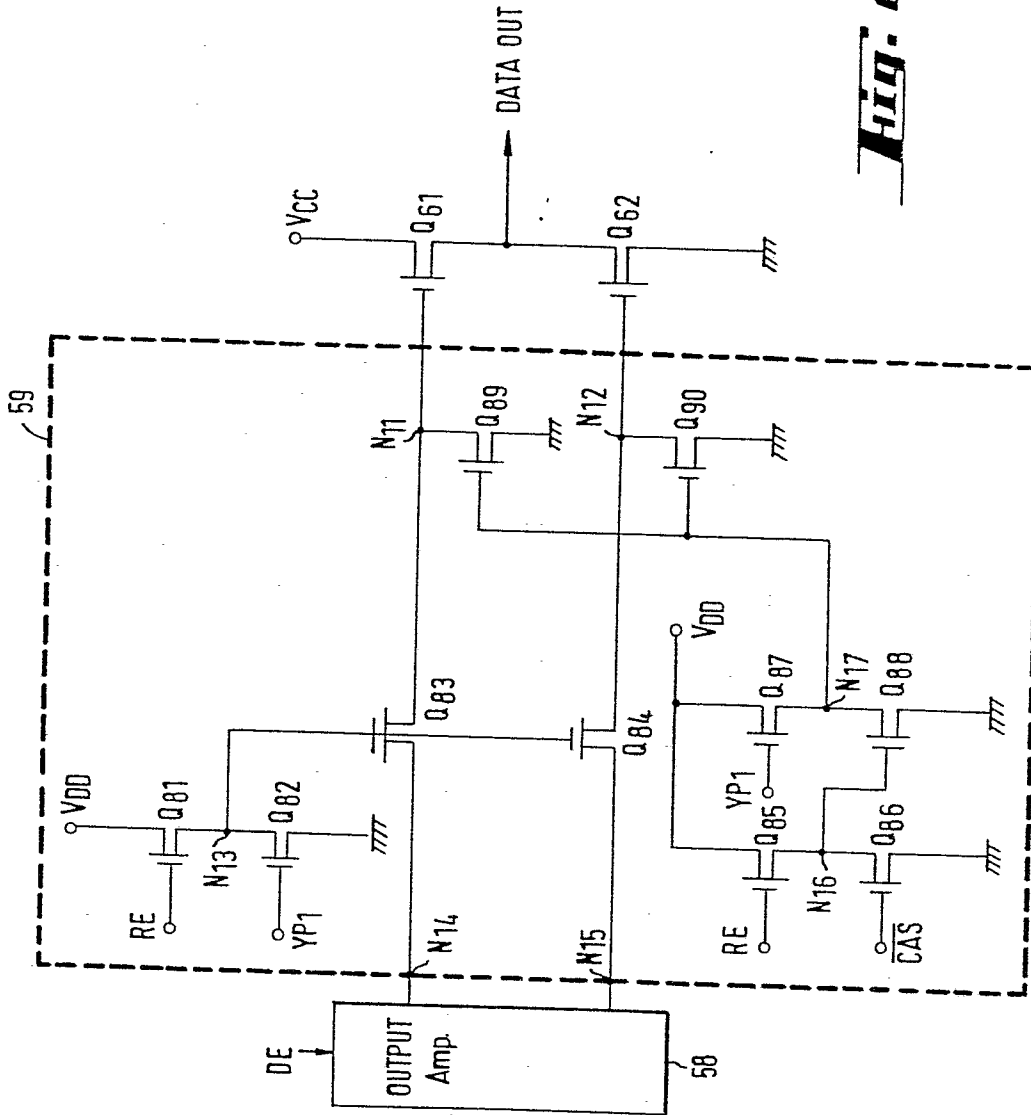 59
VCC
Q61
DATA OUT
Q62
N11
Q89
N12
Q90
VDD
Q81
N13
Q82
RE
YP1
Q83
Q84
N14
N15
DE
OUTPUT
Amp.
58
VDD
YP1
Q87
N17
Q88
RE
Q85
N16
Q86
CAS
Fig.